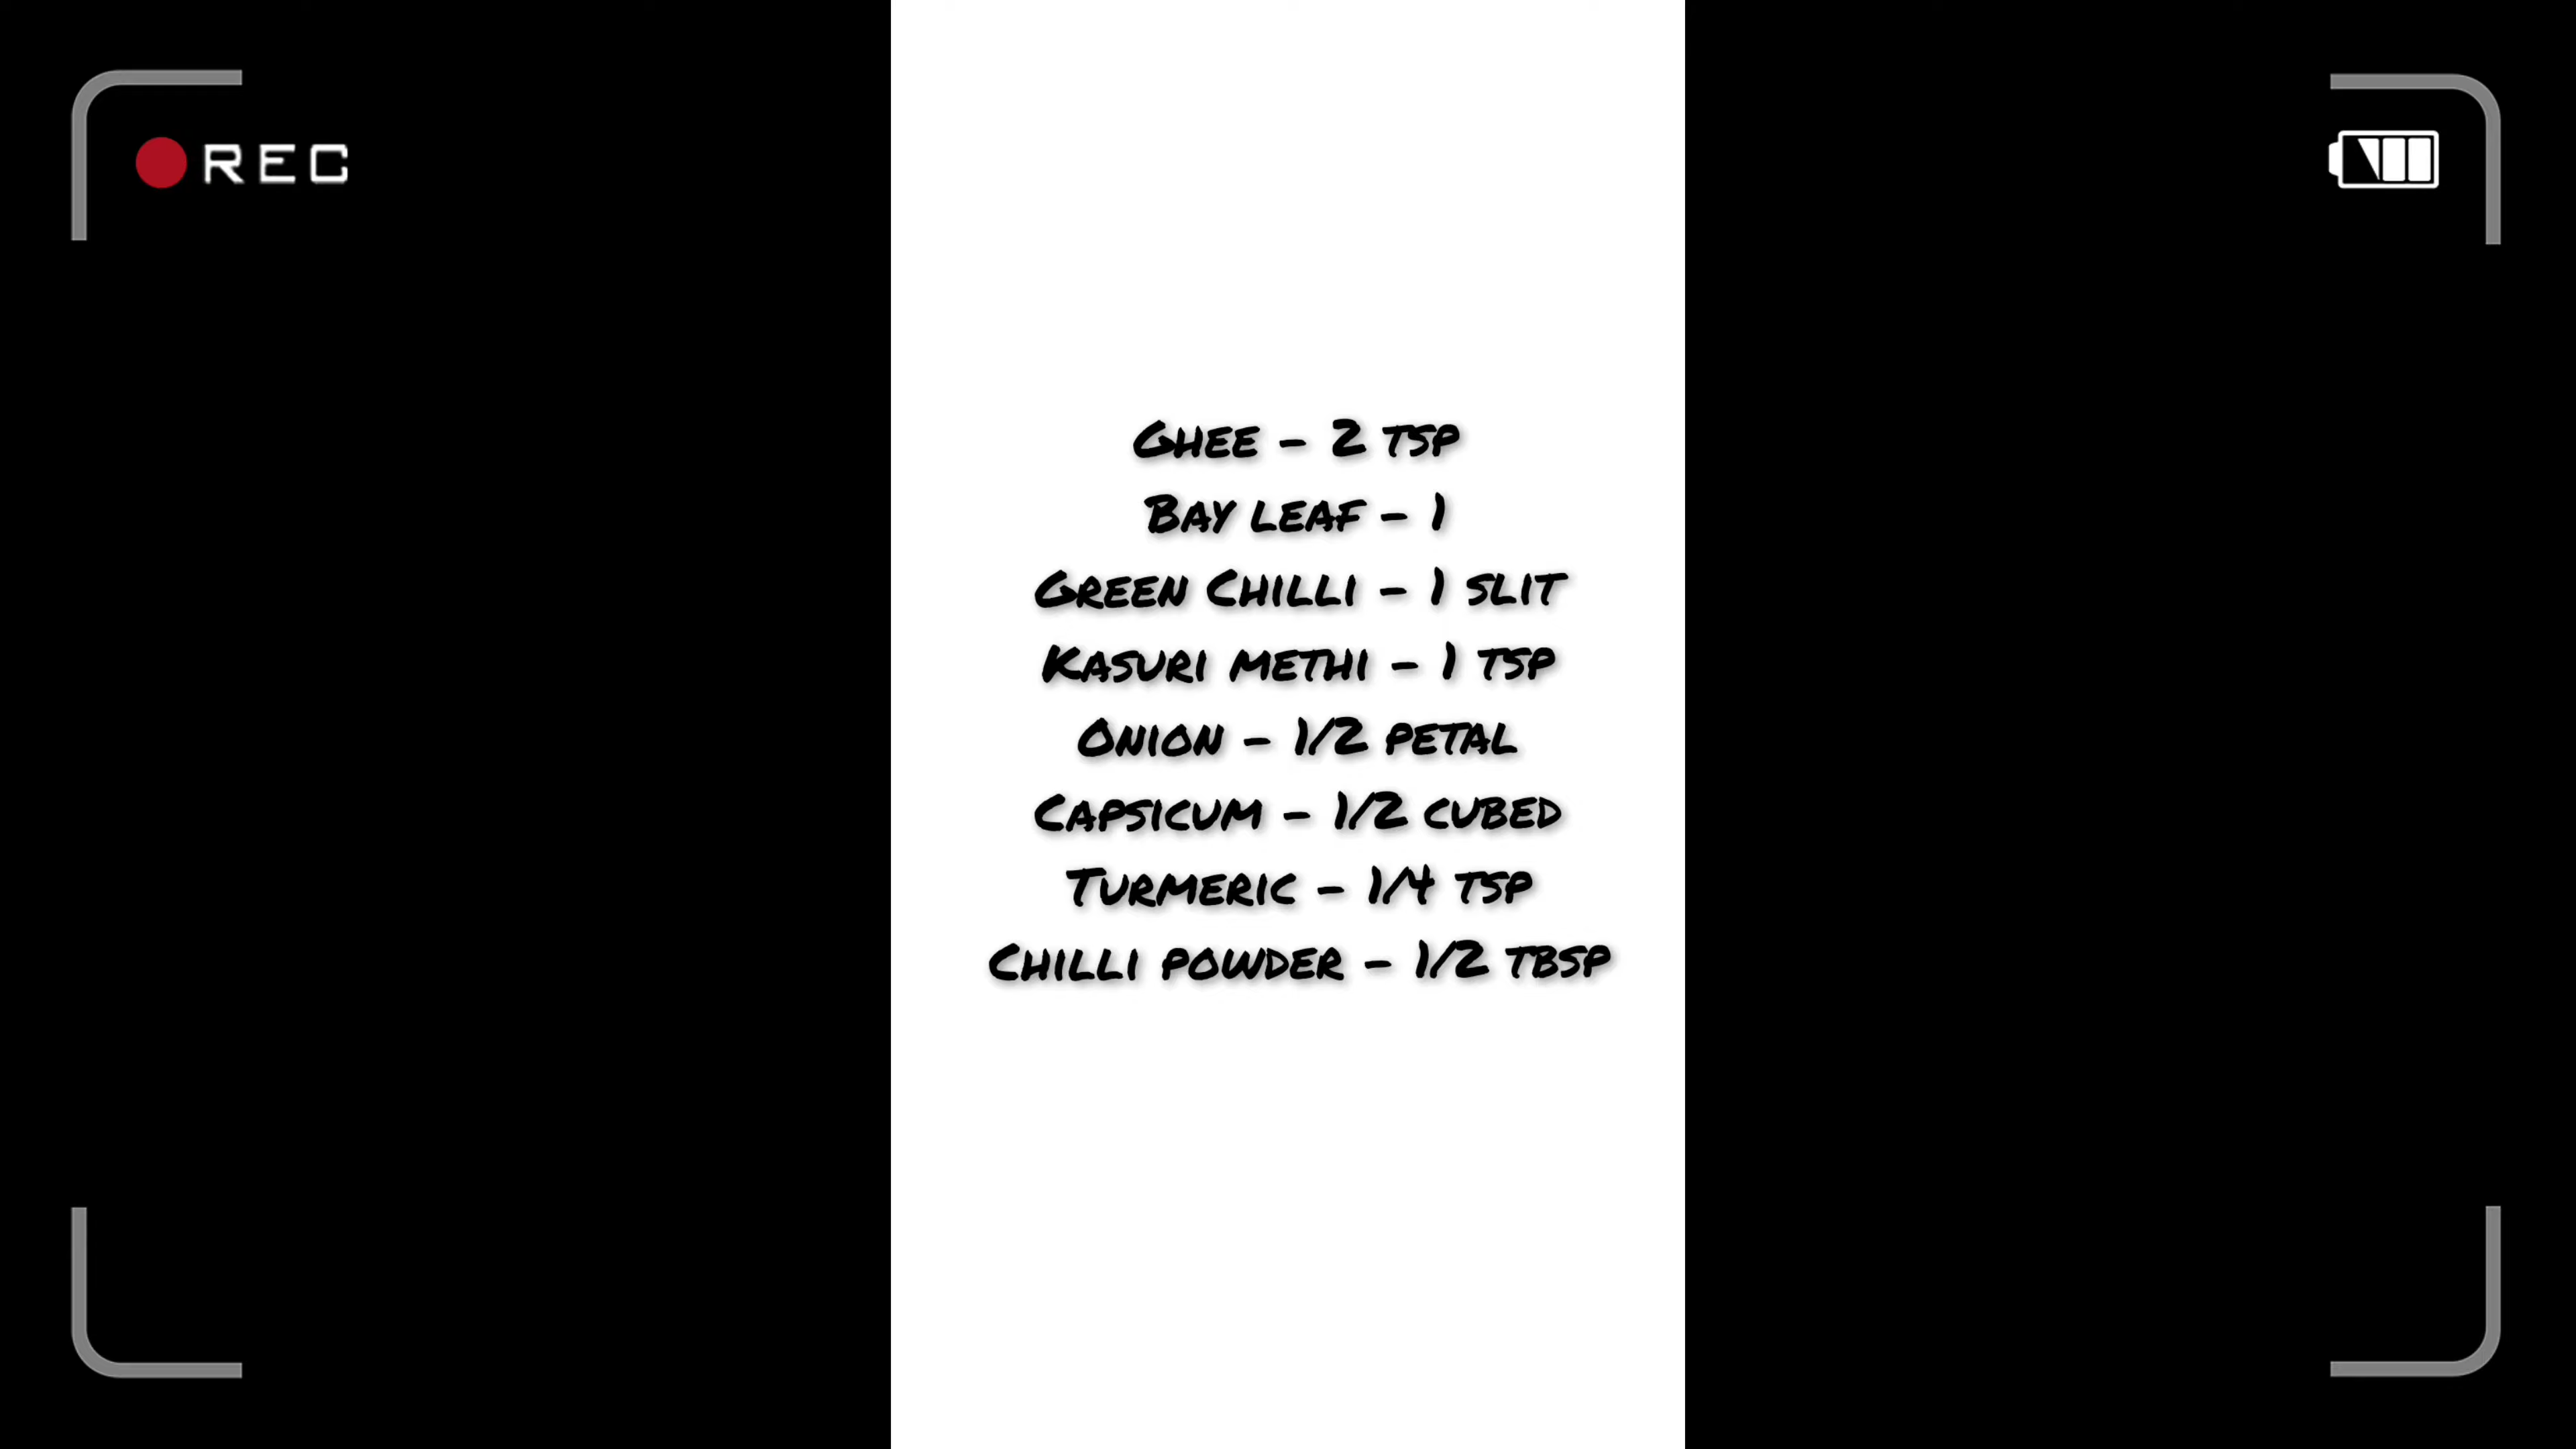 REC
Ghee - 2 tsp
Bay leaf - 1
Green Chilli - 1 slit
Kasuri methi - 1 tsp
Onion - 1/2 petal
Capsicum - 1/2 cubed
Turmeric - 1/4 tsp
Chilli powder - 1/2 tbsp